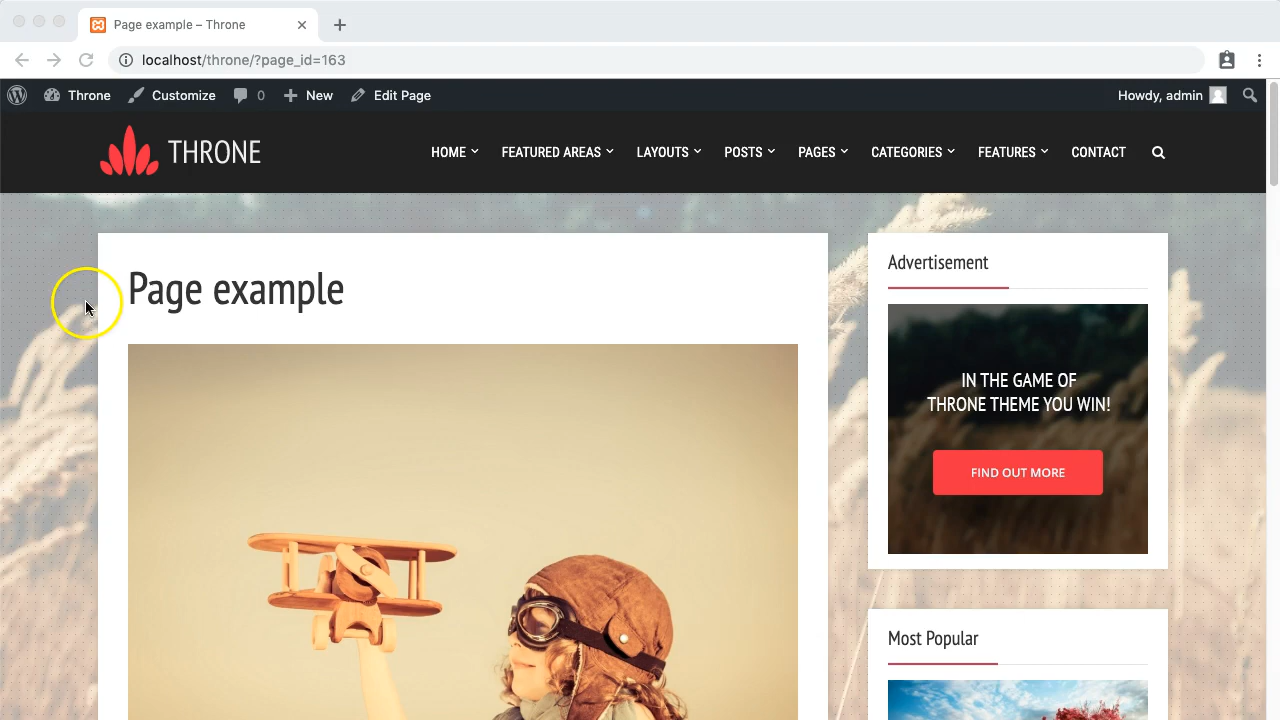 Page example – Throne
localhost/throne/?page_id=163
Throne Customize 0 New Edit Page Howdy, admin
THRONE HOME FEATURED AREAS LAYOUTS POSTS PAGES CATEGORIES FEATURES CONTACT
Page example
Advertisement
IN THE GAME OF
THRONE THEME YOU WIN!
FIND OUT MORE
Most Popular